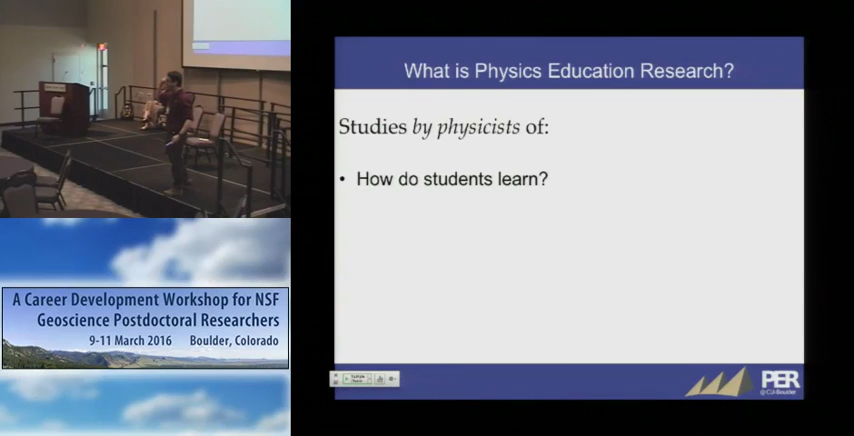 What is Physics Education Research?
Studies by physicists of:
• How do students learn?
A Career Development Workshop for NSF
Geoscience Postdoctoral Researchers
9-11 March 2016 Boulder, Colorado
PER
@ CU-Boulder